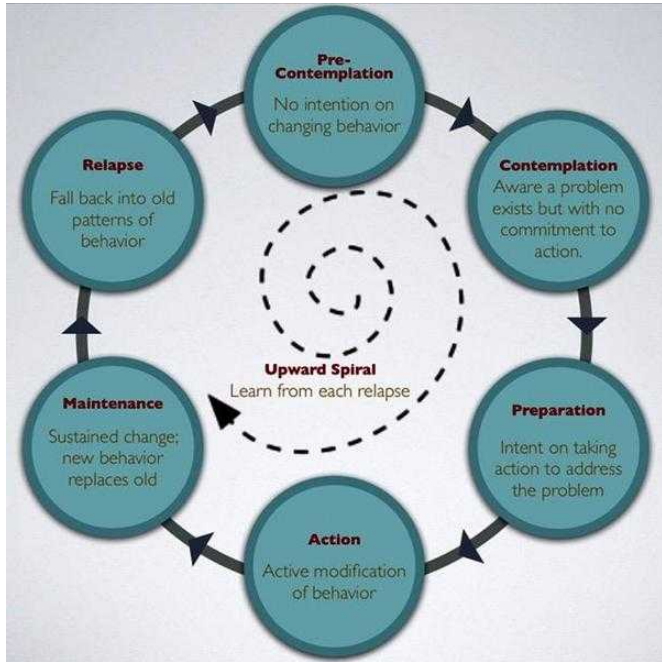 Pre-
Contemplation
No intention on
changing behavior
Contemplation
Aware a problem
exists but with no
commitment to
action.
Preparation
Intent on taking
action to address
the problem
Action
Active modification
of behavior
Maintenance
Sustained change;
new behavior
replaces old
Relapse
Fall back into old
patterns of
behavior
Upward Spiral
Learn from each relapse